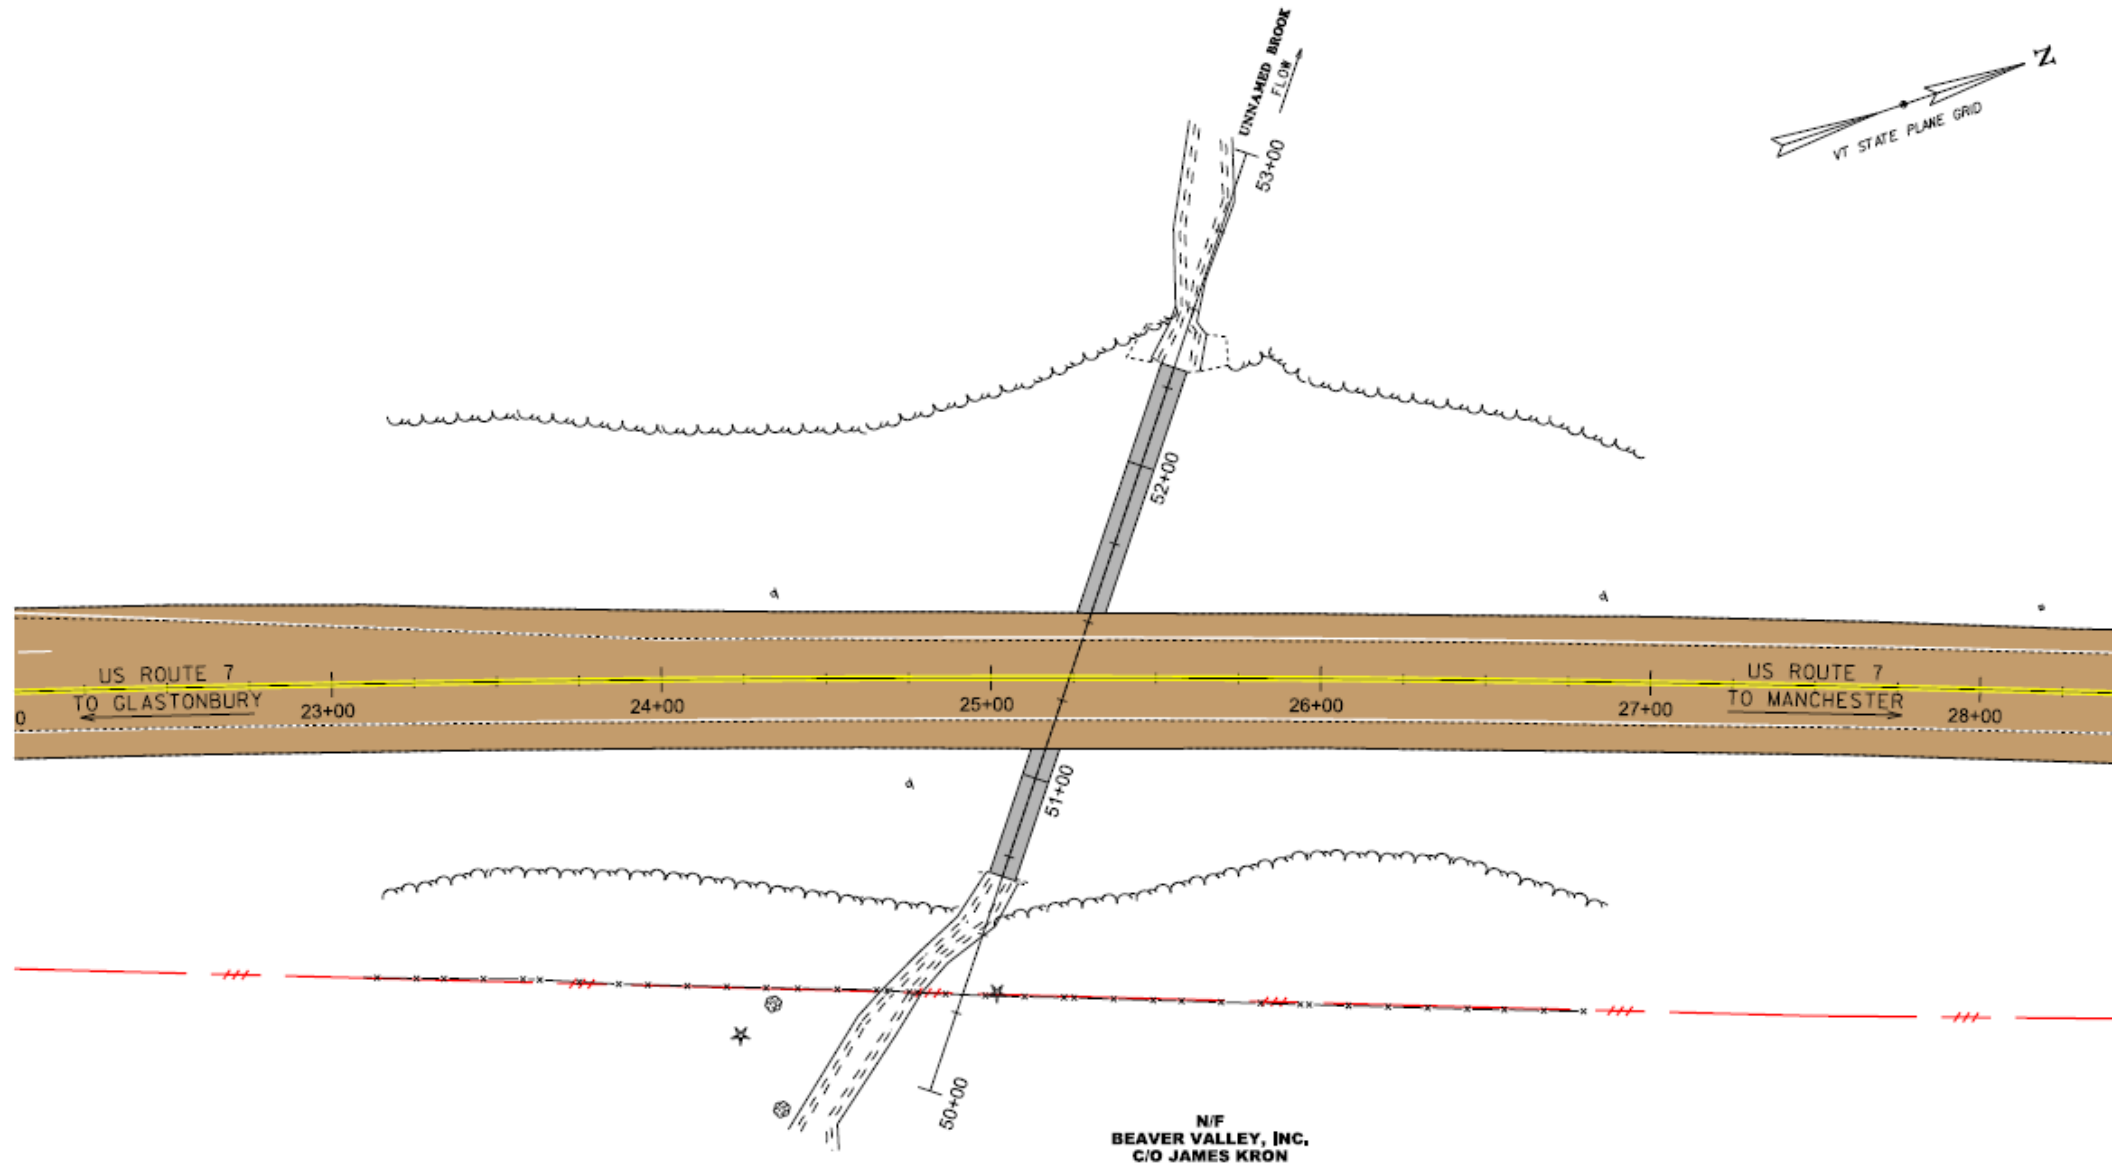 UNNAMED BROOK
FLOW
53+00
N
VT STATE PLANE GRID
52+00
US ROUTE 7
TO GLASTONBURY
US ROUTE 7
TO MANCHESTER
0
23+00
24+00
25+00
26+00
27+00
28+00
51+00
50+00
N/F
BEAVER VALLEY, INC.
C/O JAMES KRON